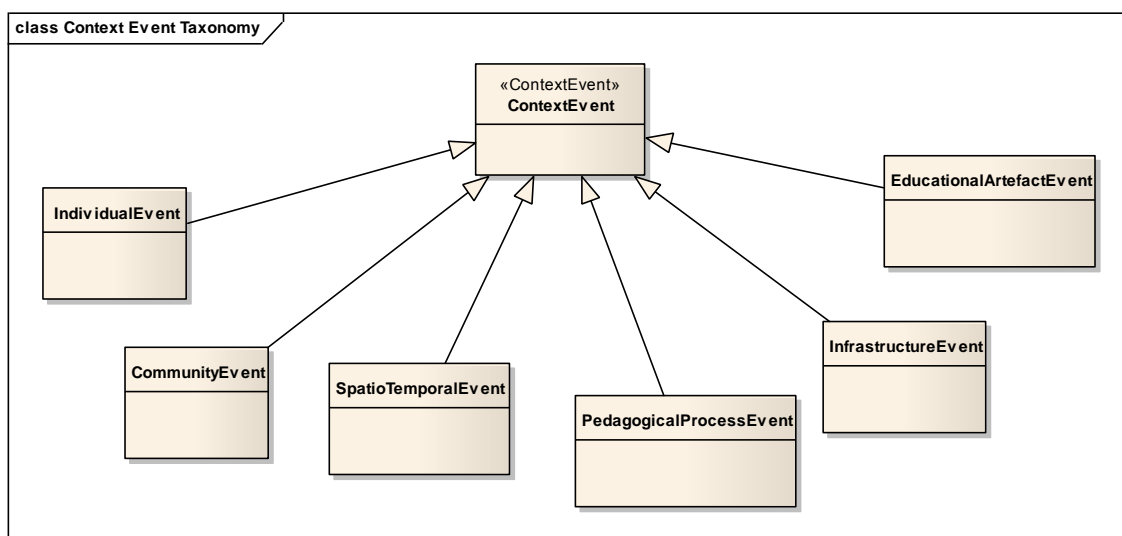 class Context Event Taxonomy
«ContextEvent»
ContextEvent
EducationalArtefactEvent
IndividualEvent
InfrastructureEvent
CommunityEvent
SpatioTemporalEvent
PedagogicalProcessEvent